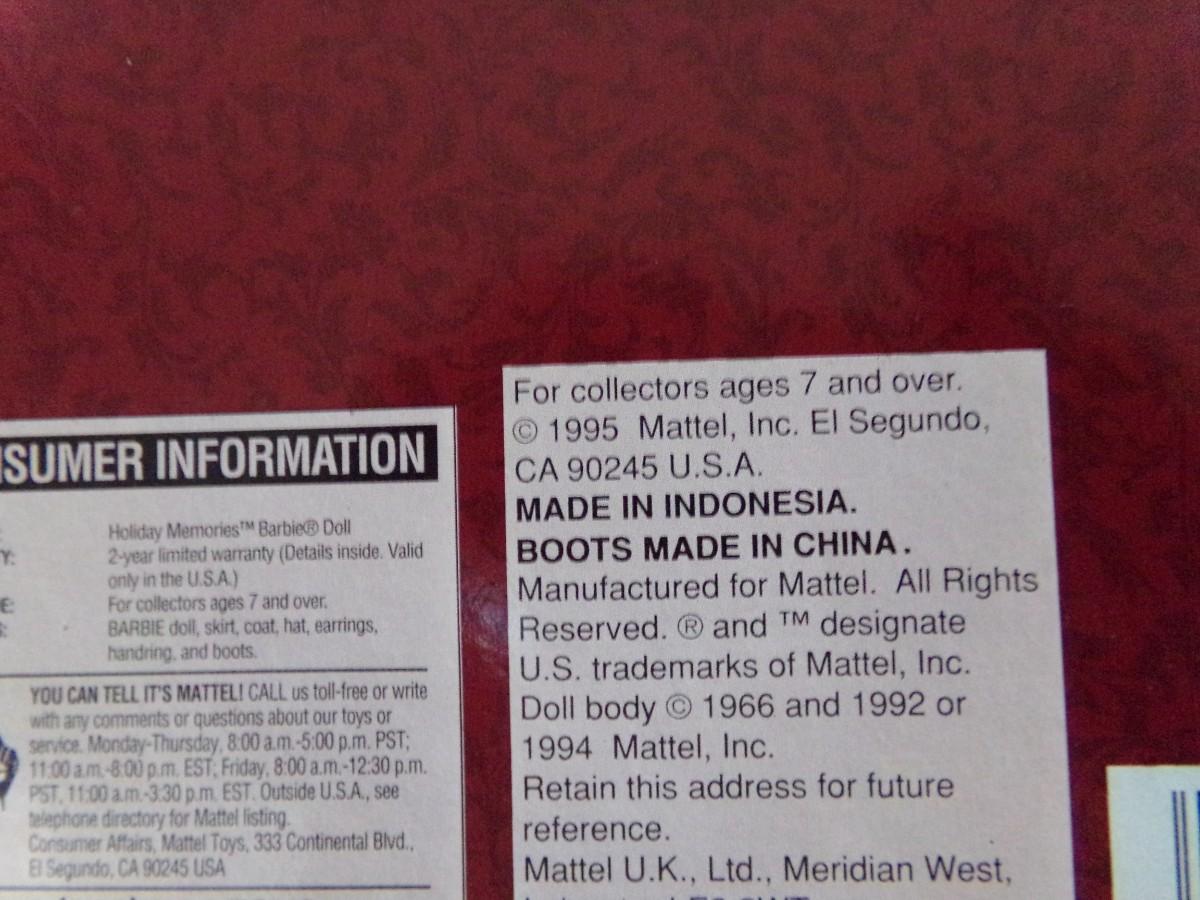 SUMER INFORMATION
Holiday Memories™ Barbie® Doll
Y: 2-year limited warranty (Details inside. Valid
only in the U.S.A.)
E: For collectors ages 7 and over.
: BARBIE doll, skirt, coat, hat, earrings,
handring, and boots.
YOU CAN TELL IT'S MATTEL! CALL us toll-free or write
with any comments or questions about our toys or
service. Monday-Thursday, 8:00 a.m.-5:00 p.m. PST;
11:00 a.m.-8:00 p.m. EST; Friday, 8:00 a.m.-12:30 p.m.
PST, 11:00 a.m.-3:30 p.m. EST. Outside U.S.A., see
telephone directory for Mattel listing.
Consumer Affairs, Mattel Toys, 333 Continental Blvd.,
El Segundo, CA 90245 USA
For collectors ages 7 and over.
© 1995 Mattel, Inc. El Segundo,
CA 90245 U.S.A.
MADE IN INDONESIA.
BOOTS MADE IN CHINA.
Manufactured for Mattel. All Rights
Reserved. ® and ™ designate
U.S. trademarks of Mattel, Inc.
Doll body © 1966 and 1992 or
1994 Mattel, Inc.
Retain this address for future
reference.
Mattel U.K., Ltd., Meridian West,